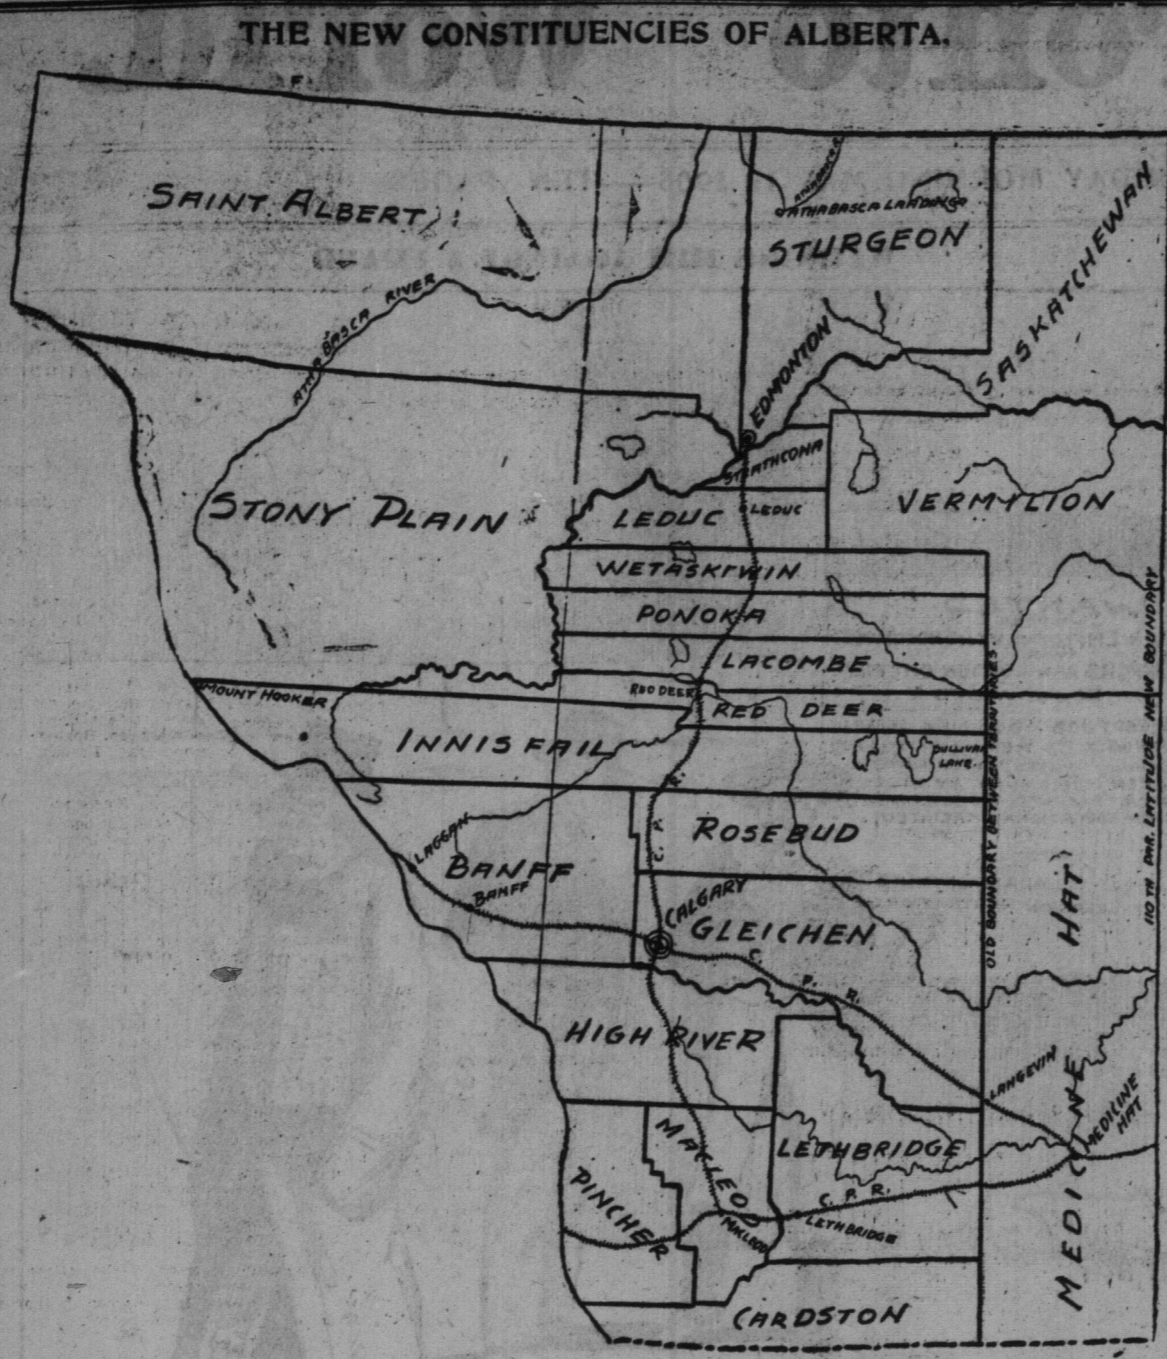 THE NEW CONSTITUENCIES OF ALBERTA.
SAINT ALBERT
ATHABASCA LANDING
STURGEON
SASKATCHEWAN
ATHABASCA RIVER
EDMONTON
STRATHCONA
STONY PLAIN
LEDUC
LEDUC
VERMYLION
WETASKIWIN
PONOKA
LACOMBE
MOUNT HOOKER
RED DEER
RED DEER
INNISFAIL
SULLIVAN
LAKE
OLD BOUNDARY BETWEEN TERRITRIES
110TH PAR. LATITUDE NEW BOUNDARY
C. P. R.
ROSEBUD
LAGGAN
BANFF
BANFF
CALGARY
GLEICHEN
C. P. R.
HIGH RIVER
LANGEVIN
MEDICINE HAT
MEDICINE
HAT
MACLEOD
LETHBRIDGE
PINCHER
C. P. R.
MACLEOD
LETHBRIDGE
CARDSTON